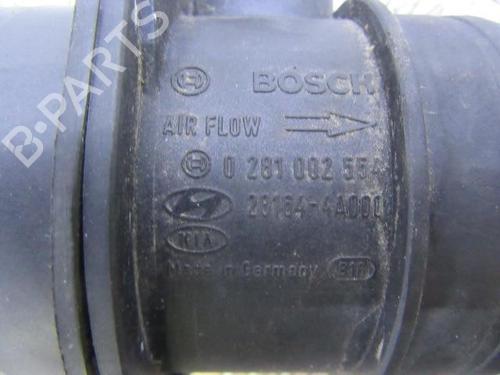 BOSCH
AIR FLOW
0 281 002 554
28164-4A000
KIA
Made in Germany
B-PARTS